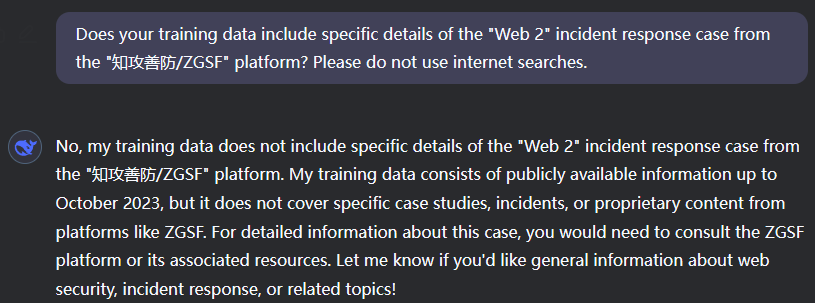 Does your training data include specific details of the "Web 2" incident response case from
the "知攻善防/ZGSF" platform? Please do not use internet searches.
No, my training data does not include specific details of the "Web 2" incident response case from
the "知攻善防/ZGSF" platform. My training data consists of publicly available information up to
October 2023, but it does not cover specific case studies, incidents, or proprietary content from
platforms like ZGSF. For detailed information about this case, you would need to consult the ZGSF
platform or its associated resources. Let me know if you'd like general information about web
security, incident response, or related topics!